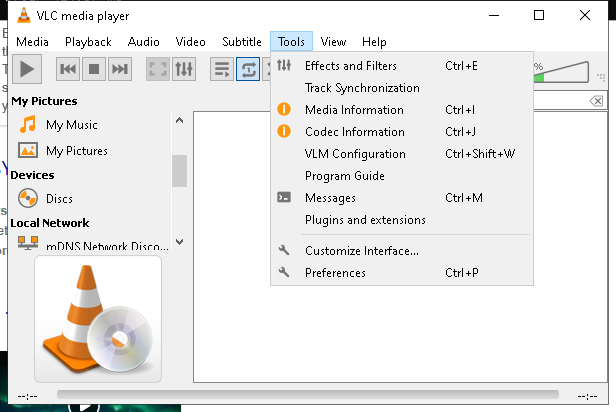 VLC media player
Media Playback Audio Video Subtitle Tools View Help
%
My Pictures
My Music
My Pictures
Devices
Discs
Local Network
mDNS Network Disco...
Effects and Filters Ctrl+E
Track Synchronization
Media Information Ctrl+I
Codec Information Ctrl+J
VLM Configuration Ctrl+Shift+W
Program Guide
Messages Ctrl+M
Plugins and extensions
Customize Interface...
Preferences Ctrl+P
--:-- --:--